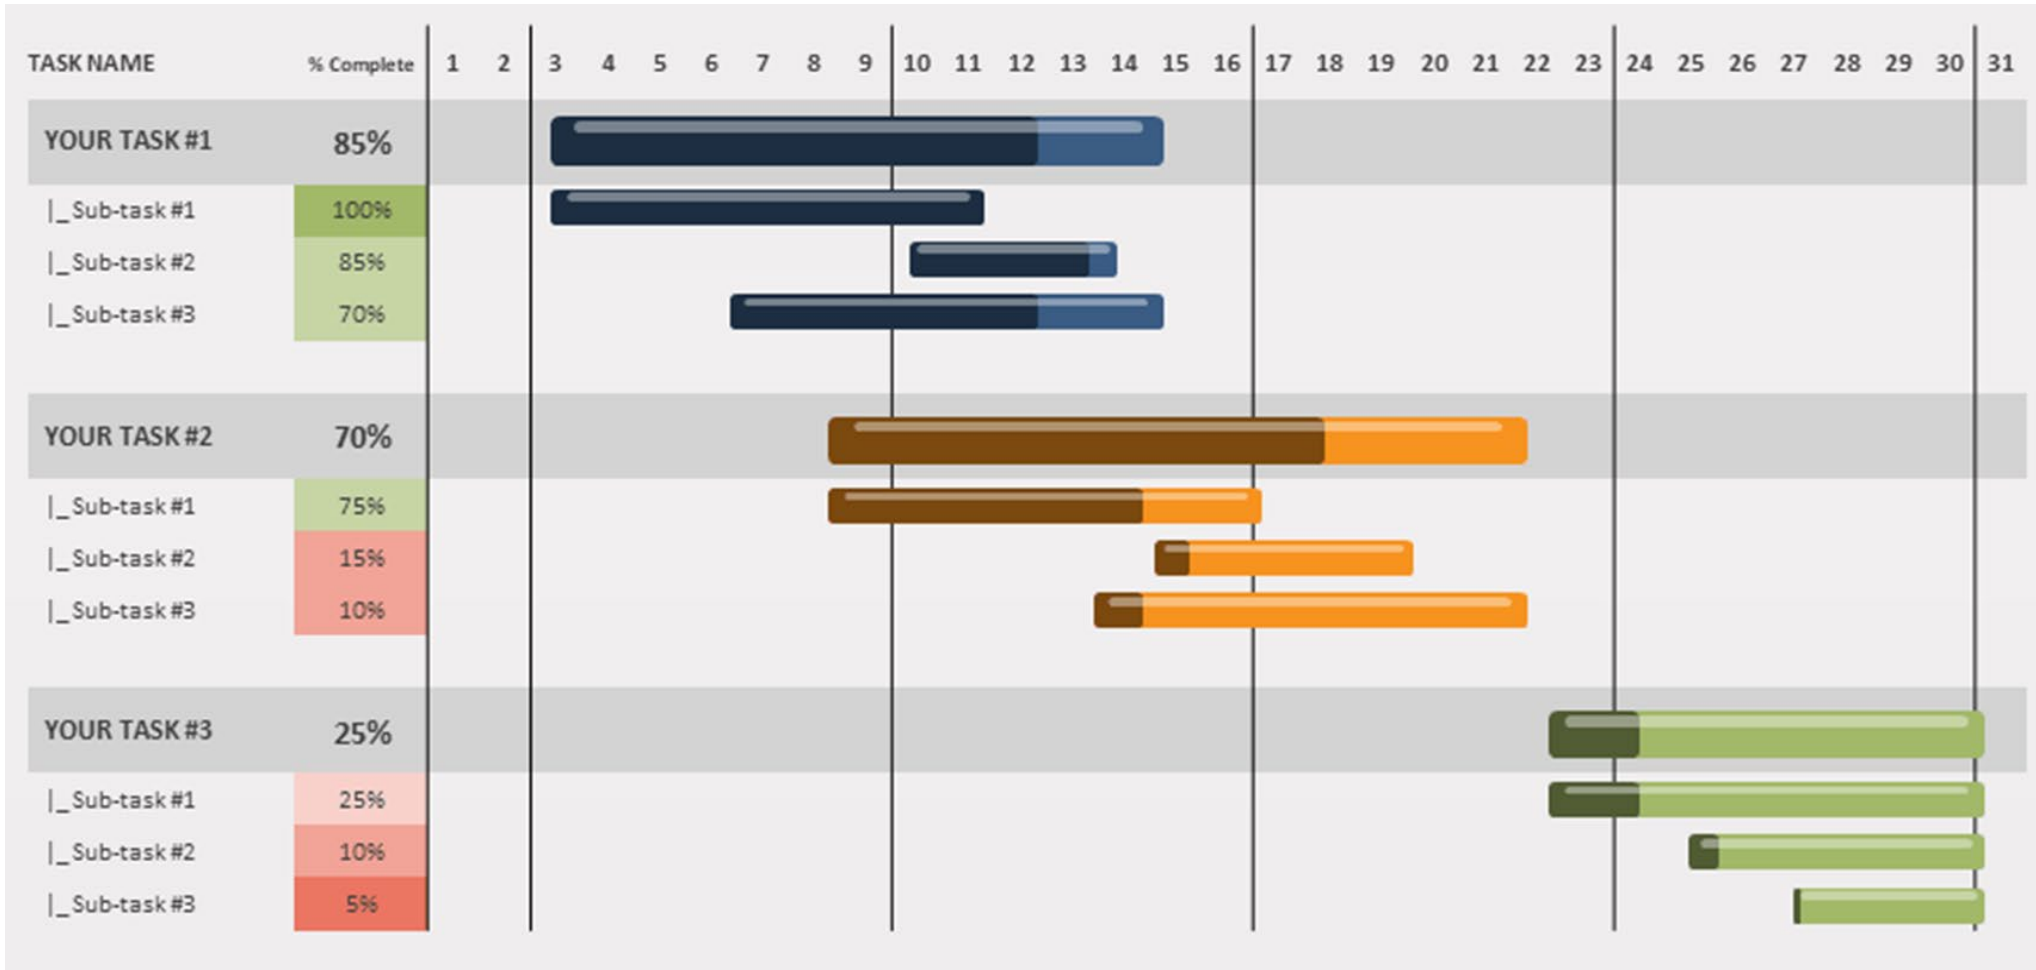 TASK NAME % Complete 1 2 3 4 5 6 7 8 9 10 11 12 13 14 15 16 17 18 19 20 21 22 23 24 25 26 27 28 29 30 31
YOUR TASK #1 85%
|_Sub-task #1 100%
|_Sub-task #2 85%
|_Sub-task #3 70%
YOUR TASK #2 70%
|_Sub-task #1 75%
|_Sub-task #2 15%
|_Sub-task #3 10%
YOUR TASK #3 25%
|_Sub-task #1 25%
|_Sub-task #2 10%
|_Sub-task #3 5%